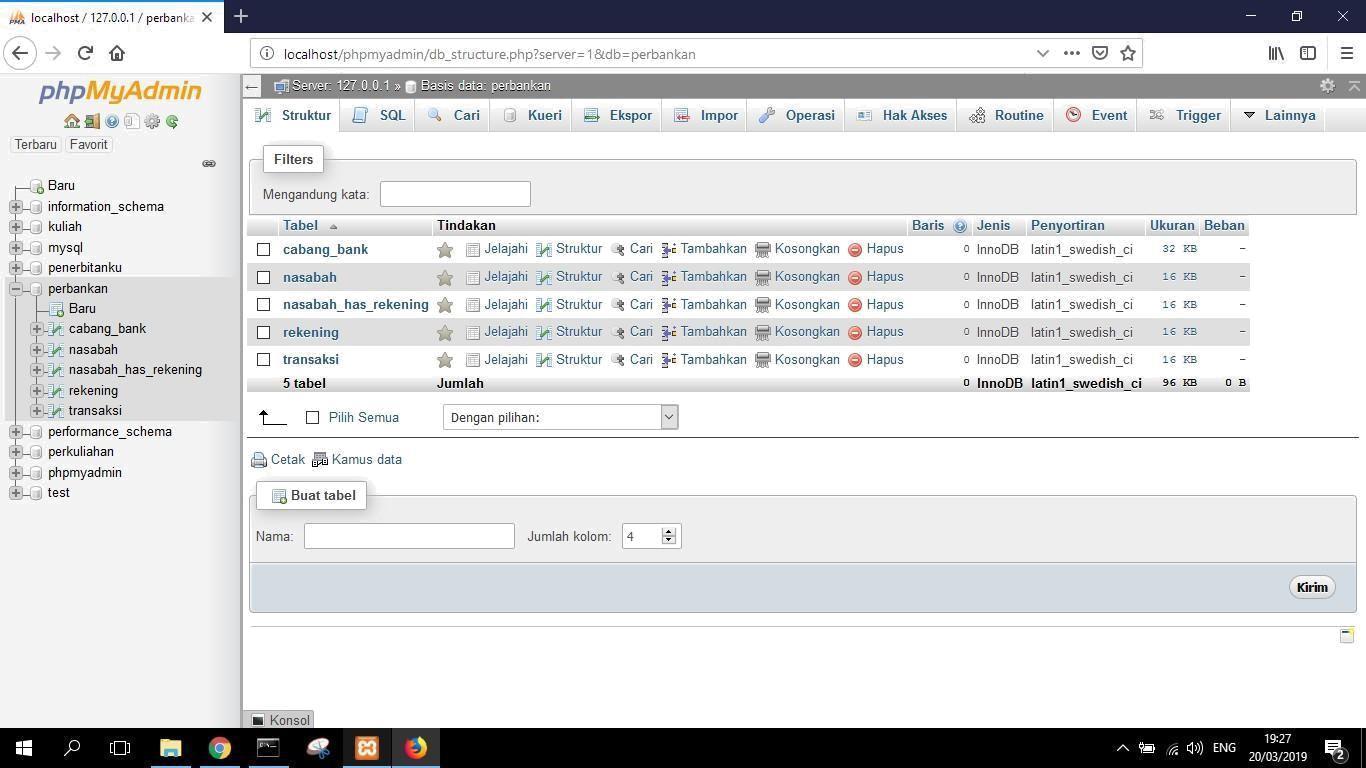 localhost / 127.0.0.1 / perbanka
localhost/phpmyadmin/db_structure.php?server=1&db=perbankan
phpMyAdmin
Terbaru Favorit
Baru
information_schema
kuliah
mysql
penerbitanku
perbankan
Baru
cabang_bank
nasabah
nasabah_has_rekening
rekening
transaksi
performance_schema
perkuliahan
phpmyadmin
test
Server: 127.0.0.1 » Basis data: perbankan
Struktur SQL Cari Kueri Ekspor Impor Operasi Hak Akses Routine Event Trigger Lainnya
Filters
Mengandung kata:
Tabel Tindakan Baris Jenis Penyortiran Ukuran Beban
cabang_bank Jelajahi Struktur Cari Tambahkan Kosongkan Hapus 0 InnoDB latin1_swedish_ci 32 KB -
nasabah Jelajahi Struktur Cari Tambahkan Kosongkan Hapus 0 InnoDB latin1_swedish_ci 16 KB -
nasabah_has_rekening Jelajahi Struktur Cari Tambahkan Kosongkan Hapus 0 InnoDB latin1_swedish_ci 16 KB -
rekening Jelajahi Struktur Cari Tambahkan Kosongkan Hapus 0 InnoDB latin1_swedish_ci 16 KB -
transaksi Jelajahi Struktur Cari Tambahkan Kosongkan Hapus 0 InnoDB latin1_swedish_ci 16 KB -
5 tabel Jumlah 0 InnoDB latin1_swedish_ci 96 KB 0 B
Pilih Semua Dengan pilihan:
Cetak Kamus data
Buat tabel
Nama: Jumlah kolom: 4
Kirim
Konsol
ENG
19:27
20/03/2019
2